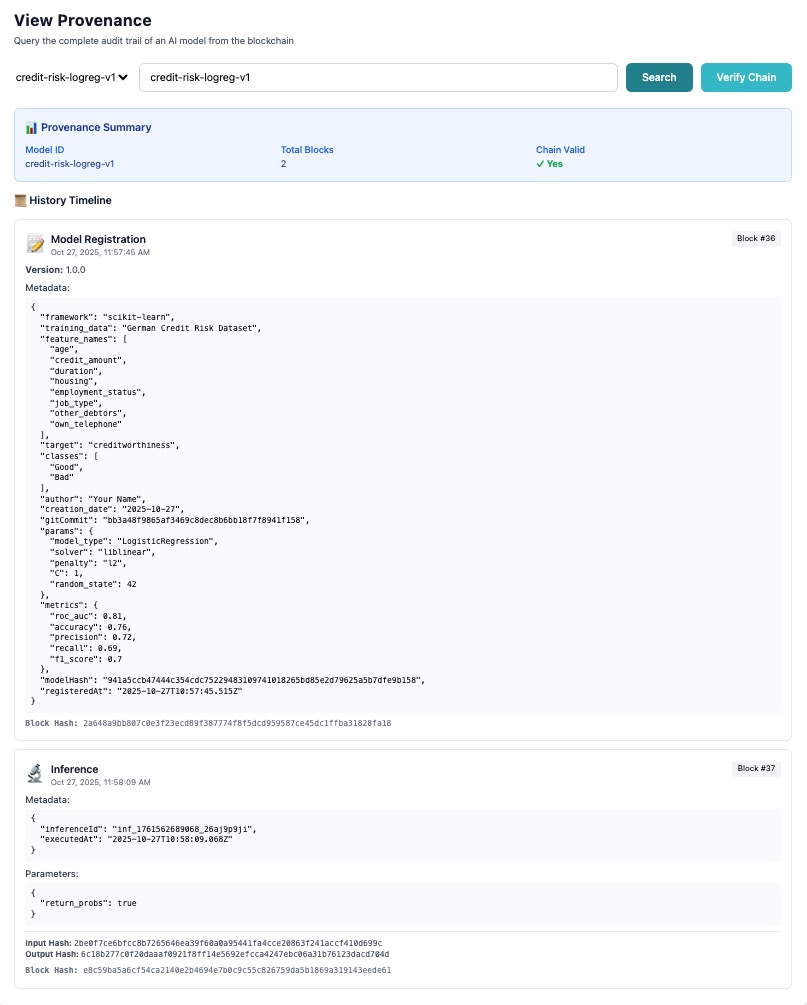 View Provenance
Query the complete audit trail of an AI model from the blockchain
credit-risk-logreg-v1
credit-risk-logreg-v1
Search
Verify Chain
Provenance Summary
Model ID
Total Blocks
Chain Valid
credit-risk-logreg-v1
2
✓ Yes
History Timeline
Model Registration
Block #36
Oct 27, 2025, 11:57:45 AM
Version: 1.0.0
Metadata:
{
  "framework": "scikit-learn",
  "training_data": "German Credit Risk Dataset",
  "feature_names": [
    "age",
    "credit_amount",
    "duration",
    "housing",
    "employment_status",
    "job_type",
    "other_debtors",
    "own_telephone"
  ],
  "target": "creditworthiness",
  "classes": [
    "Good",
    "Bad"
  ],
  "author": "Your Name",
  "creation_date": "2025-10-27",
  "gitCommit": "bb3a48f9865af3469c8dec8b6bb18f7f8941f158",
  "params": {
    "model_type": "LogisticRegression",
    "solver": "liblinear",
    "penalty": "l2",
    "C": 1,
    "random_state": 42
  },
  "metrics": {
    "roc_auc": 0.81,
    "accuracy": 0.76,
    "precision": 0.72,
    "recall": 0.69,
    "f1_score": 0.7
  },
  "modelHash": "941a5ccb47444c354cdc75229483109741018265bd85e2d79625a5b7dfe9b158",
  "registeredAt": "2025-10-27T10:57:45.515Z"
}
Block Hash: 2a648a9bb807c0e3f23ecd89f387774f8f5dcd959587ce45dc1ffba31828fa18
Inference
Block #37
Oct 27, 2025, 11:58:09 AM
Metadata:
{
  "inferenceId": "inf_1761562689068_26aj9p9ji",
  "executedAt": "2025-10-27T10:58:09.068Z"
}
Parameters:
{
  "return_probs": true
}
Input Hash: 2be0f7ce6bfcc8b7265646ea39f60a0a95441fa4cce20863f241accf410d699c
Output Hash: 6c18b277c0f20daaaf0921f8ff14e5692efcca4247ebc06a31b76123dacd704d
Block Hash: e8c59ba5a6cf54ca2140e2b4694e7b0c9c55c826759da5b1869a319143eede61